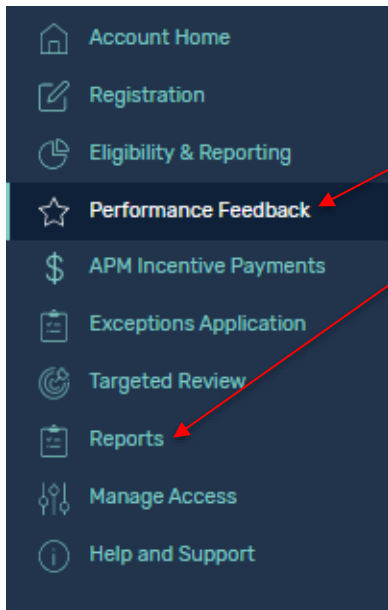 Account Home
Registration
Eligibility & Reporting
Performance Feedback
APM Incentive Payments
Exceptions Application
Targeted Review
Reports
Manage Access
Help and Support